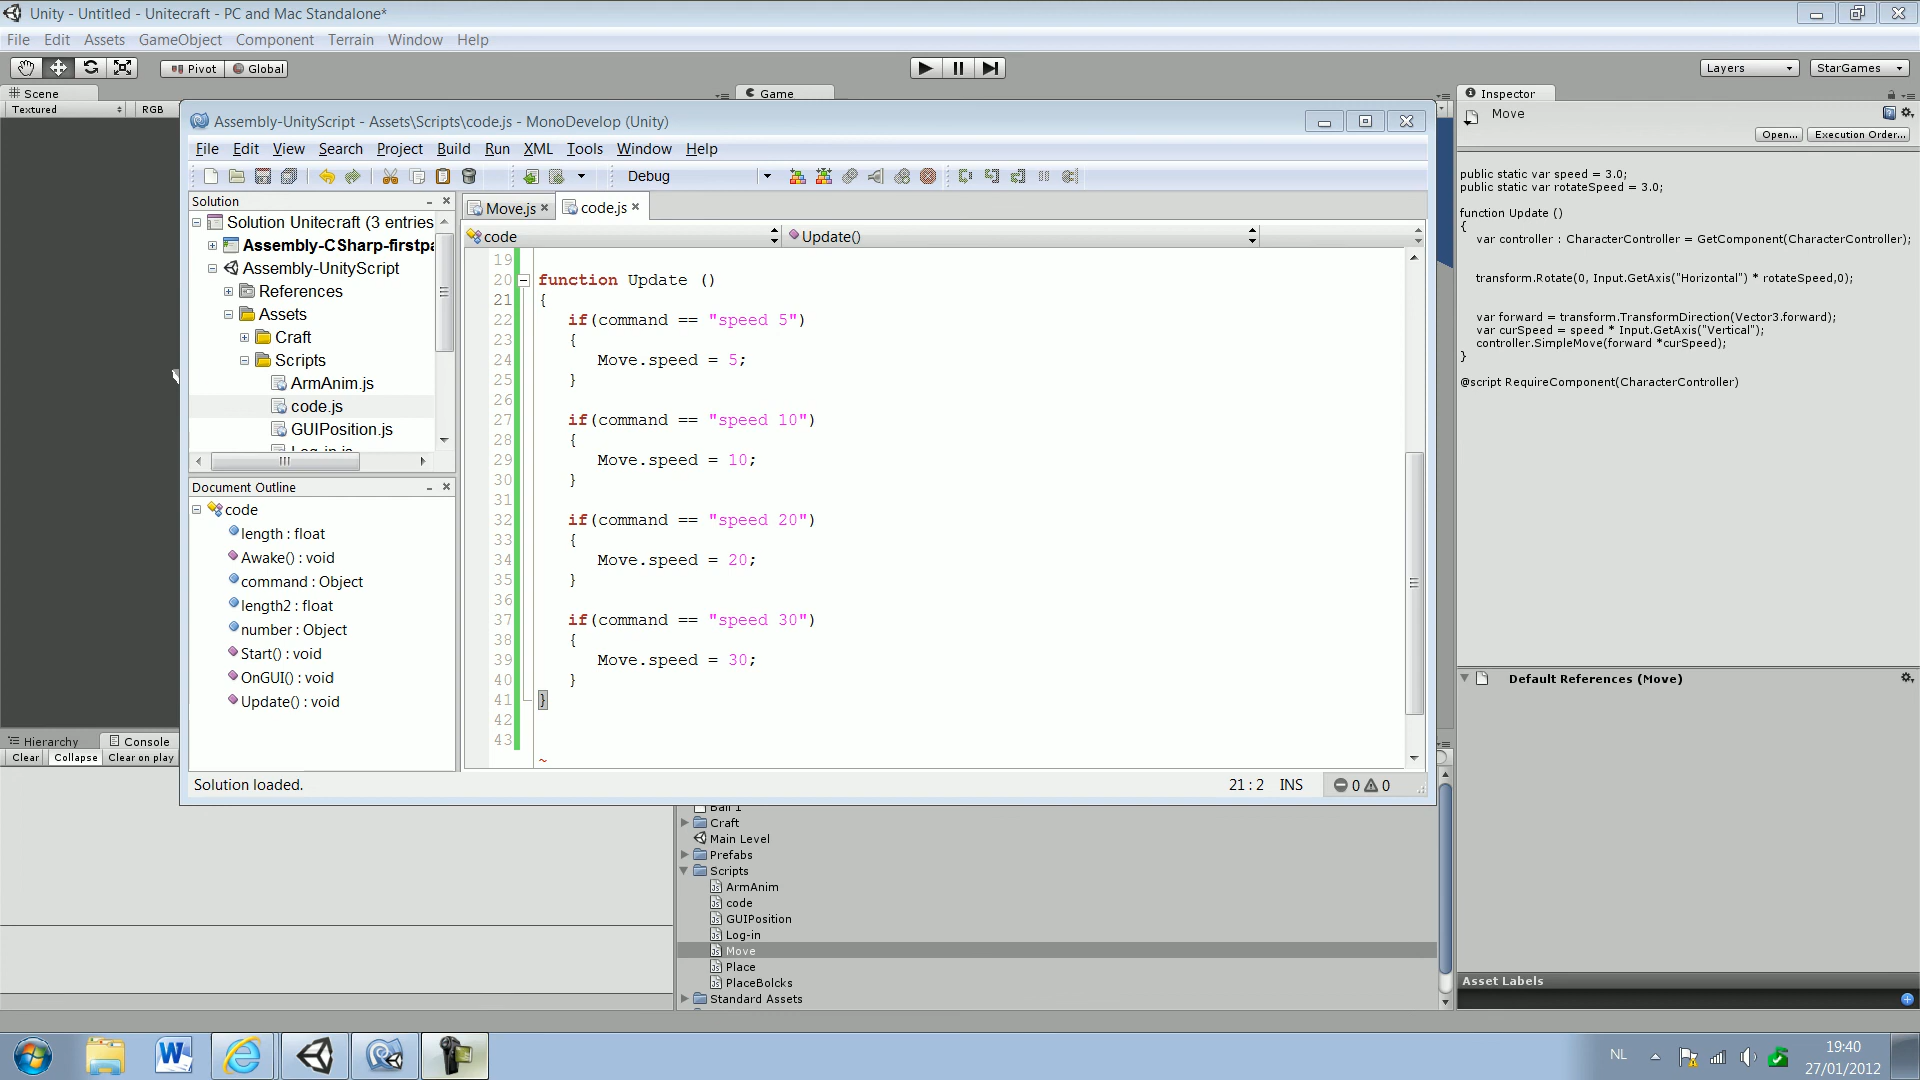 Unity - Untitled - Unitecraft - PC and Mac Standalone*
File Edit Assets GameObject Component Terrain Window Help
Pivot Global
Layers StarGames
Scene
Game
Inspector
Textured RGB
Move
Open... Execution Order...
Assembly-UnityScript - Assets\Scripts\code.js - MonoDevelop (Unity)
File Edit View Search Project Build Run XML Tools Window Help
Debug
Solution
Solution Unitecraft (3 entries
Assembly-CSharp-firstpa
Assembly-UnityScript
References
Assets
Craft
Scripts
ArmAnim.js
code.js
GUIPosition.js
Log-in.js
Document Outline
code
length : float
Awake() : void
command : Object
length2 : float
number : Object
Start() : void
OnGUI() : void
Update() : void
Move.js code.js
code Update()
19
20 function Update ()
21 {
22 if(command == "speed 5")
23 {
24 Move.speed = 5;
25 }
26
27 if(command == "speed 10")
28 {
29 Move.speed = 10;
30 }
31
32 if(command == "speed 20")
33 {
34 Move.speed = 20;
35 }
36
37 if(command == "speed 30")
38 {
39 Move.speed = 30;
40 }
41 }
42
43
~
Solution loaded.
21 : 2 INS 0 0
public static var speed = 3.0;
public static var rotateSpeed = 3.0;
function Update ()
{
var controller : CharacterController = GetComponent(CharacterController);
transform.Rotate(0, Input.GetAxis("Horizontal") * rotateSpeed,0);
var forward = transform.TransformDirection(Vector3.forward);
var curSpeed = speed * Input.GetAxis("Vertical");
controller.SimpleMove(forward *curSpeed);
}
@script RequireComponent(CharacterController)
Default References (Move)
Asset Labels
Hierarchy Console
Clear Collapse Clear on play
Ball 1
Craft
Main Level
Prefabs
Scripts
ArmAnim
code
GUIPosition
Log-in
Move
Place
PlaceBolcks
Standard Assets
NL
19:40
27/01/2012